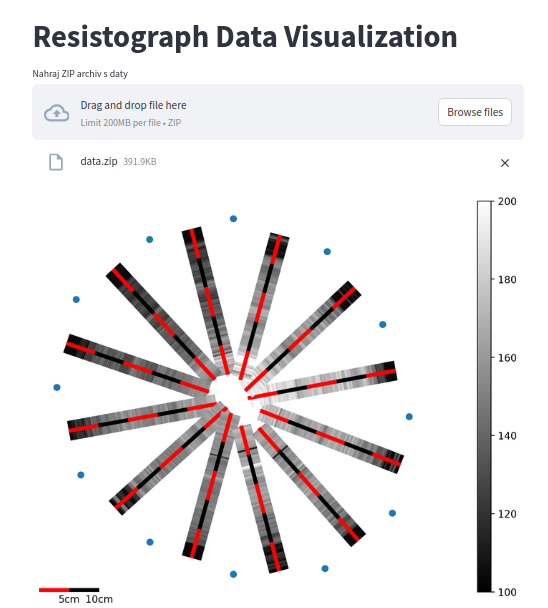 Resistograph Data Visualization
Nahraj ZIP archiv s daty
Drag and drop file here
Limit 200MB per file • ZIP
Browse files
data.zip 391.9KB
200
180
160
140
120
100
5cm 10cm